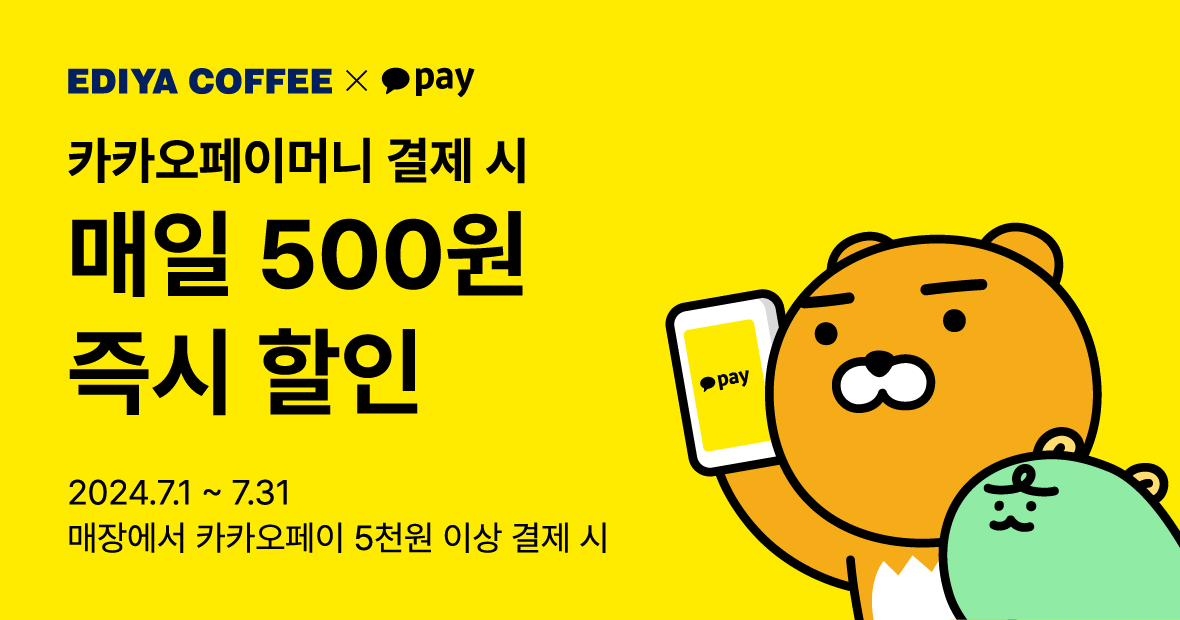 EDIYA COFFEE × pay
카카오페이머니 결제 시
매일 500원
즉시 할인
2024.7.1 ~ 7.31
매장에서 카카오페이 5천원 이상 결제 시
pay